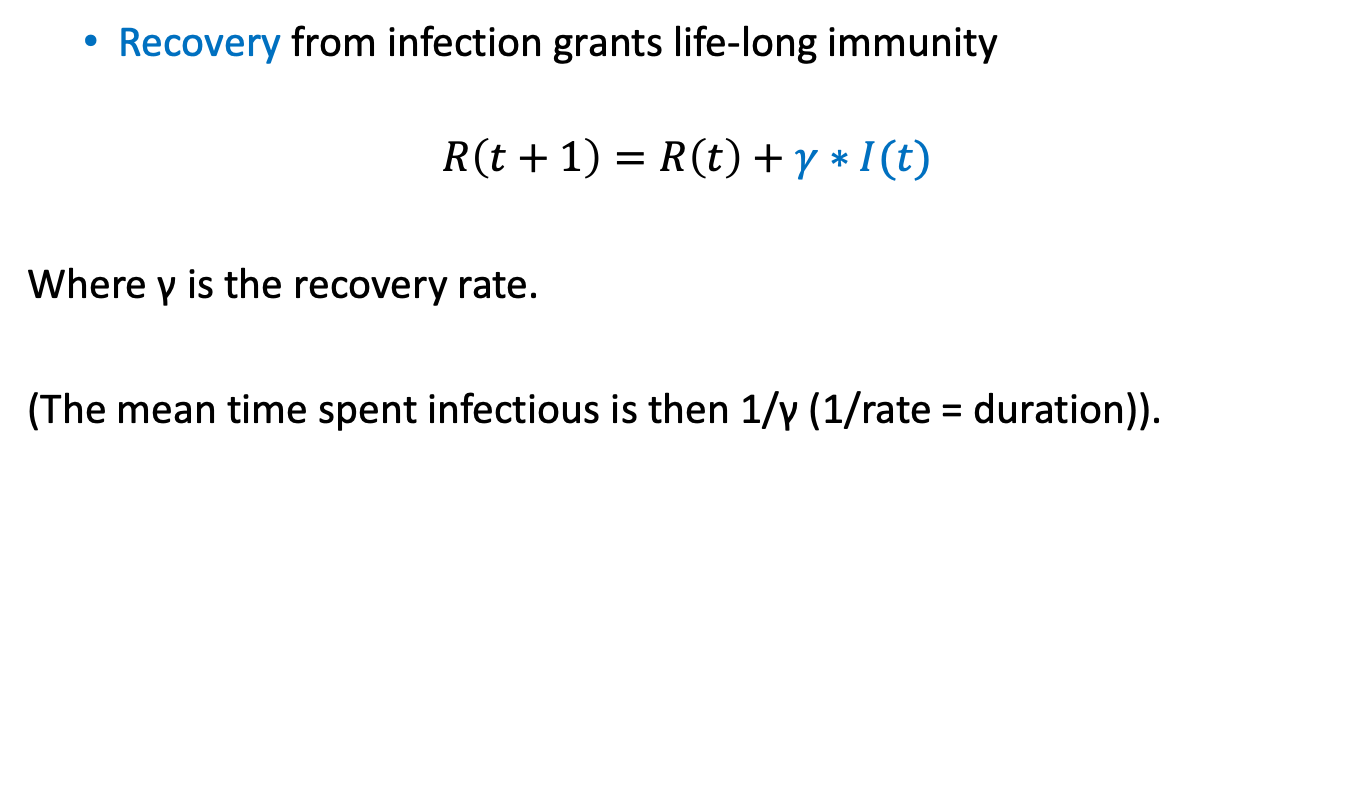 • Recovery from infection grants life-long immunity
R(t + 1) = R(t) + γ * I(t)
Where γ is the recovery rate.
(The mean time spent infectious is then 1/γ (1/rate = duration)).